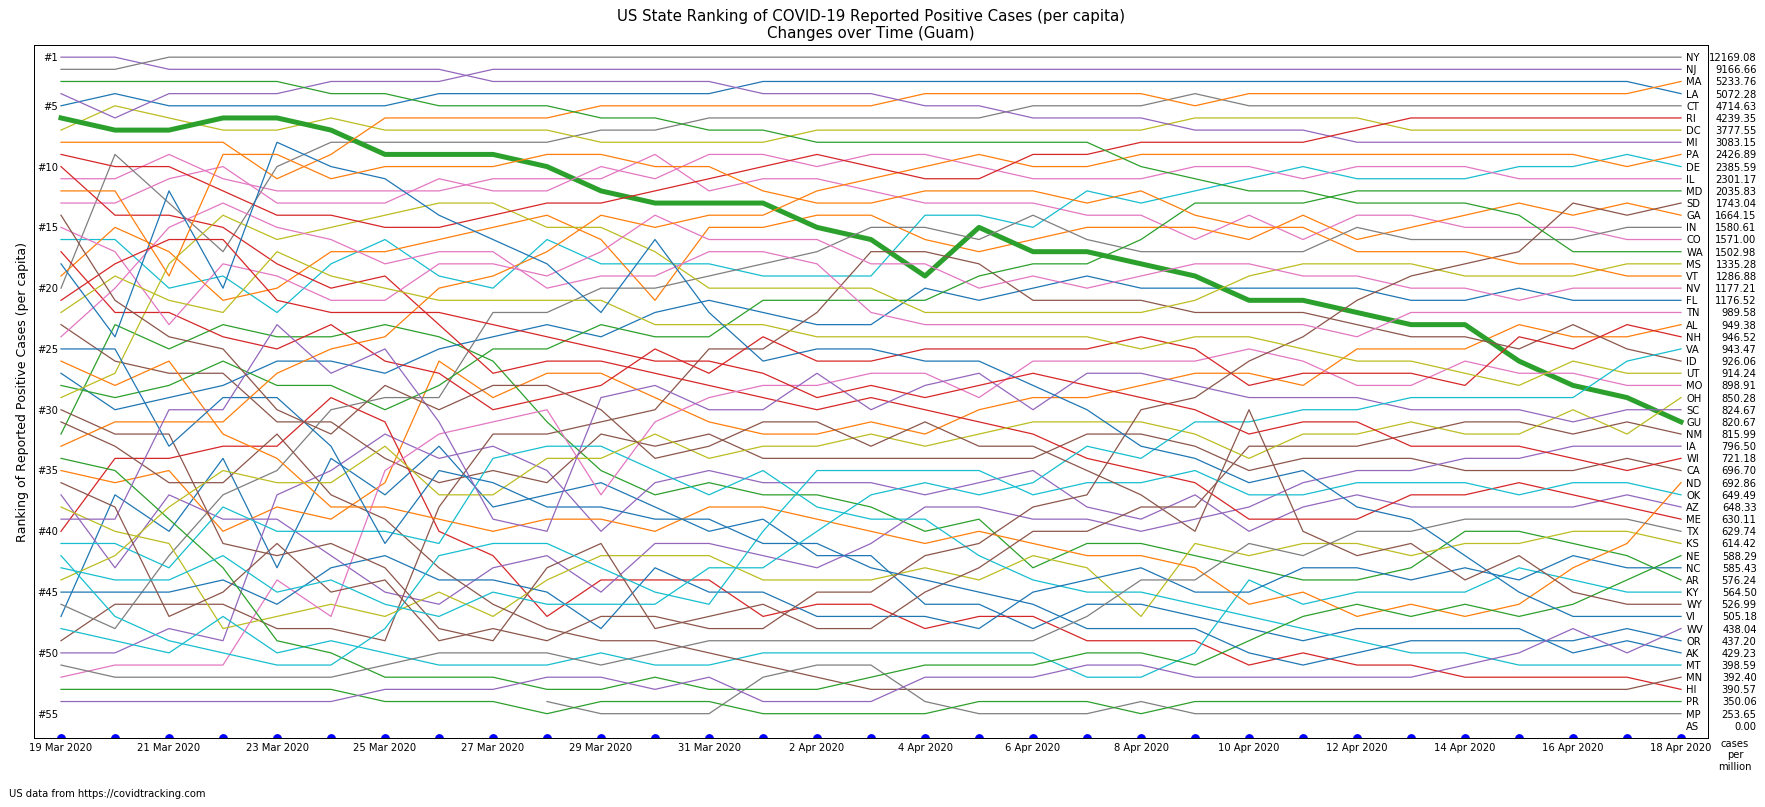 US State Ranking of COVID-19 Reported Positive Cases (per capita)
Changes over Time (Guam)
Ranking of Reported Positive Cases (per capita)
#1
#5
#10
#15
#20
#25
#30
#35
#40
#45
#50
#55
NY 12169.08
NJ 9166.66
MA 5233.76
LA 5072.28
CT 4714.63
RI 4239.35
DC 3777.55
MI 3083.15
PA 2426.89
DE 2385.59
IL 2301.17
MD 2035.83
SD 1743.04
GA 1664.15
IN 1580.61
CO 1571.00
WA 1502.98
MS 1335.28
VT 1286.88
NV 1177.21
FL 1176.52
TN 989.58
AL 949.38
NH 946.52
VA 943.47
ID 926.06
UT 914.24
MO 898.91
OH 850.28
SC 824.67
GU 820.67
NM 815.99
IA 796.50
WI 721.18
CA 696.70
ND 692.86
OK 649.49
AZ 648.33
ME 630.11
TX 629.74
KS 614.42
NE 588.29
NC 585.43
AR 576.24
KY 564.50
WY 526.99
VI 505.18
WV 438.04
OR 437.20
AK 429.23
MT 398.59
MN 392.40
HI 390.57
PR 350.06
MP 253.65
AS 0.00
19 Mar 2020 21 Mar 2020 23 Mar 2020 25 Mar 2020 27 Mar 2020 29 Mar 2020 31 Mar 2020 2 Apr 2020 4 Apr 2020 6 Apr 2020 8 Apr 2020 10 Apr 2020 12 Apr 2020 14 Apr 2020 16 Apr 2020 18 Apr 2020
cases
per
million
US data from https://covidtracking.com